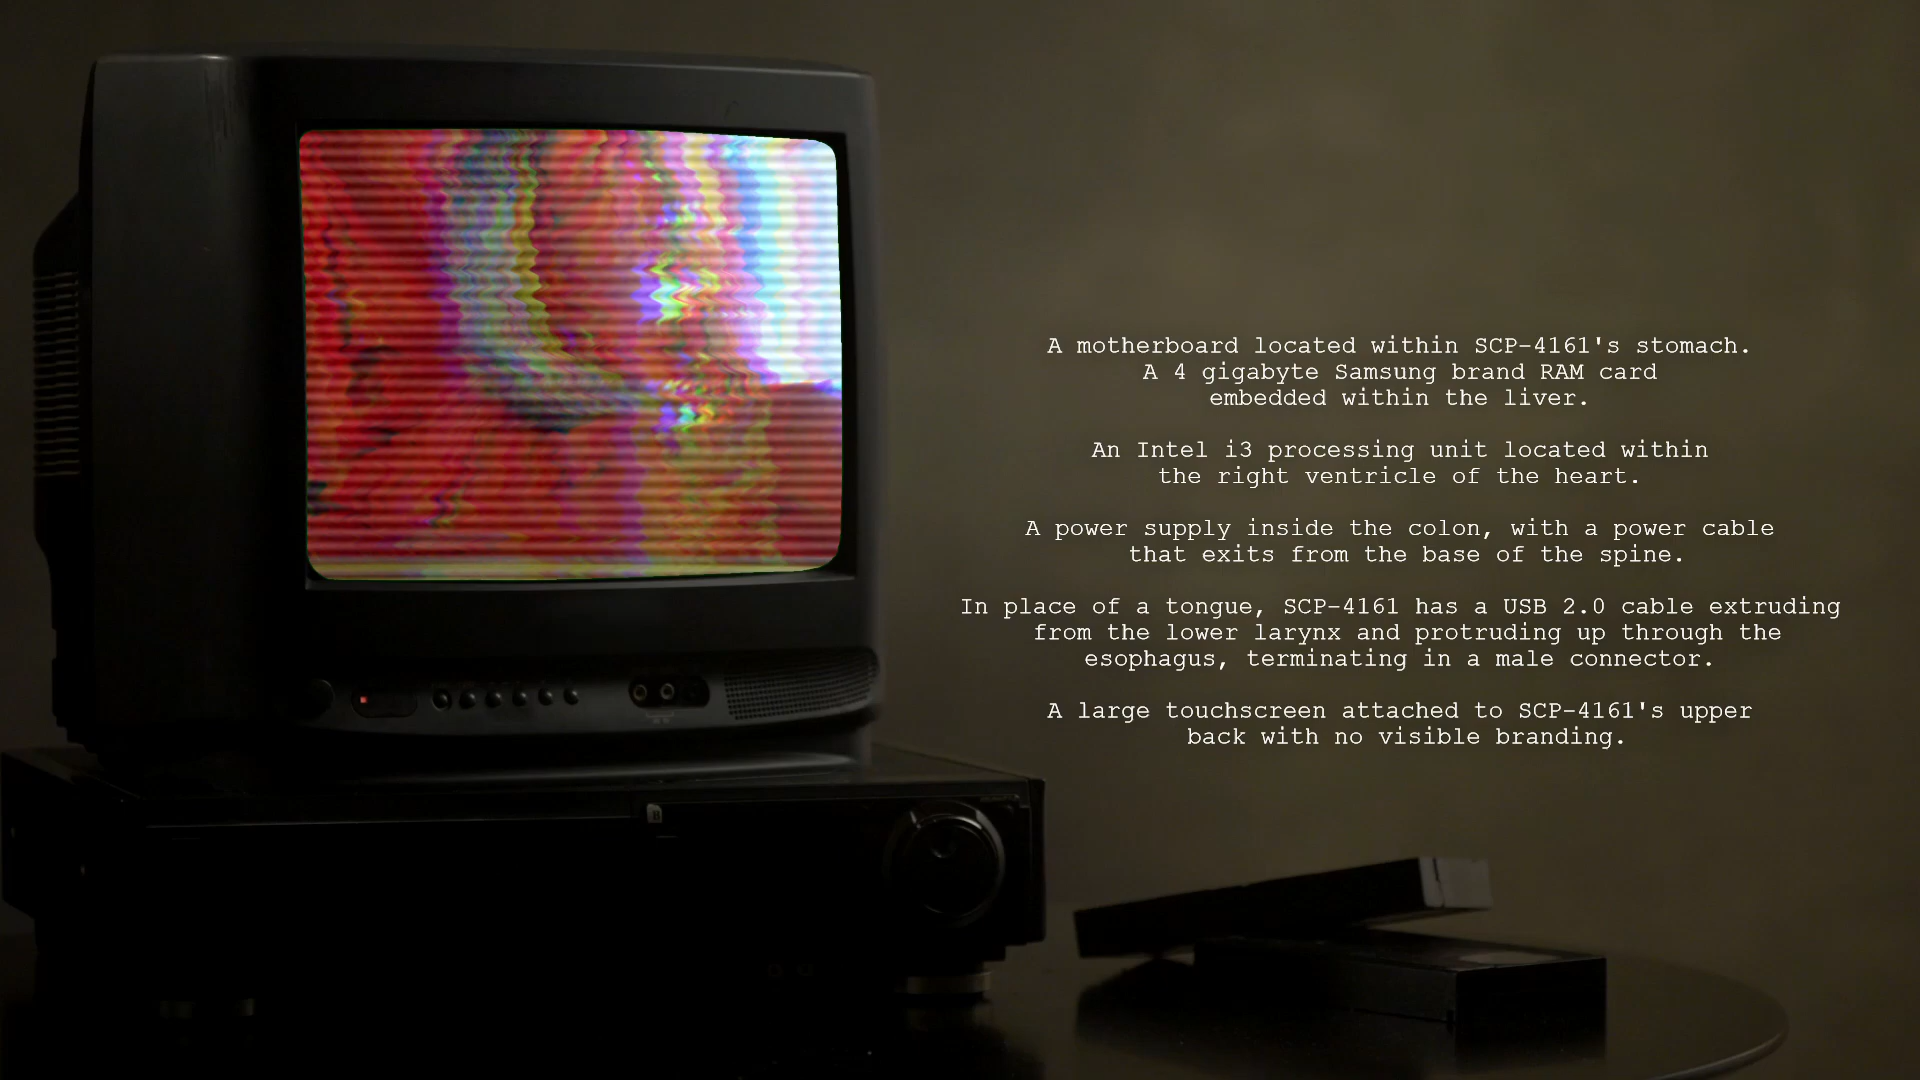 A motherboard located within SCP-4161's stomach.
A 4 gigabyte Samsung brand RAM card
embedded within the liver.
An Intel i3 processing unit located within
the right ventricle of the heart.
A power supply inside the colon, with a power cable
that exits from the base of the spine.
In place of a tongue, SCP-4161 has a USB 2.0 cable extruding
from the lower larynx and protruding up through the
esophagus, terminating in a male connector.
A large touchscreen attached to SCP-4161's upper
back with no visible branding.